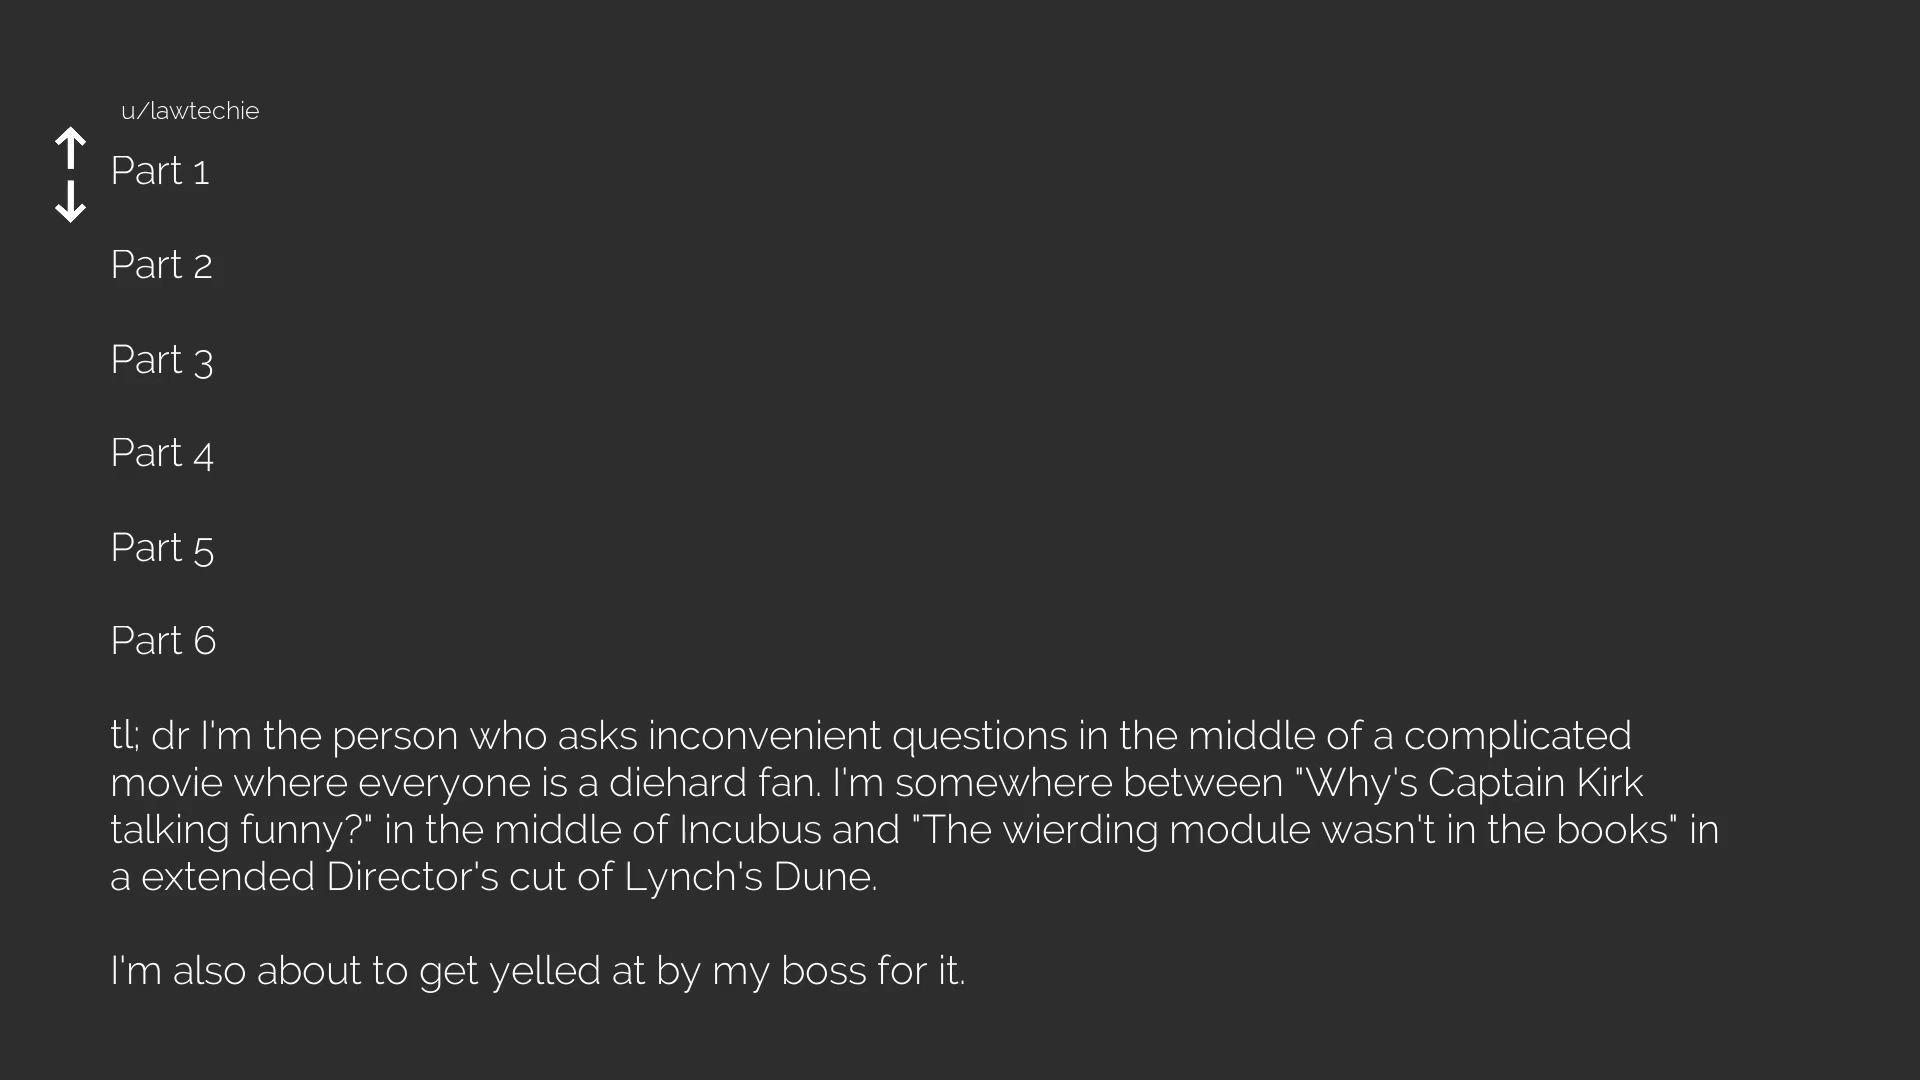 u/lawtechie
Part 1
Part 2
Part 3
Part 4
Part 5
Part 6
tl; dr I'm the person who asks inconvenient questions in the middle of a complicated
movie where everyone is a diehard fan. I'm somewhere between "Why's Captain Kirk
talking funny?" in the middle of Incubus and "The wierding module wasn't in the books" in
a extended Director's cut of Lynch's Dune.
I'm also about to get yelled at by my boss for it.